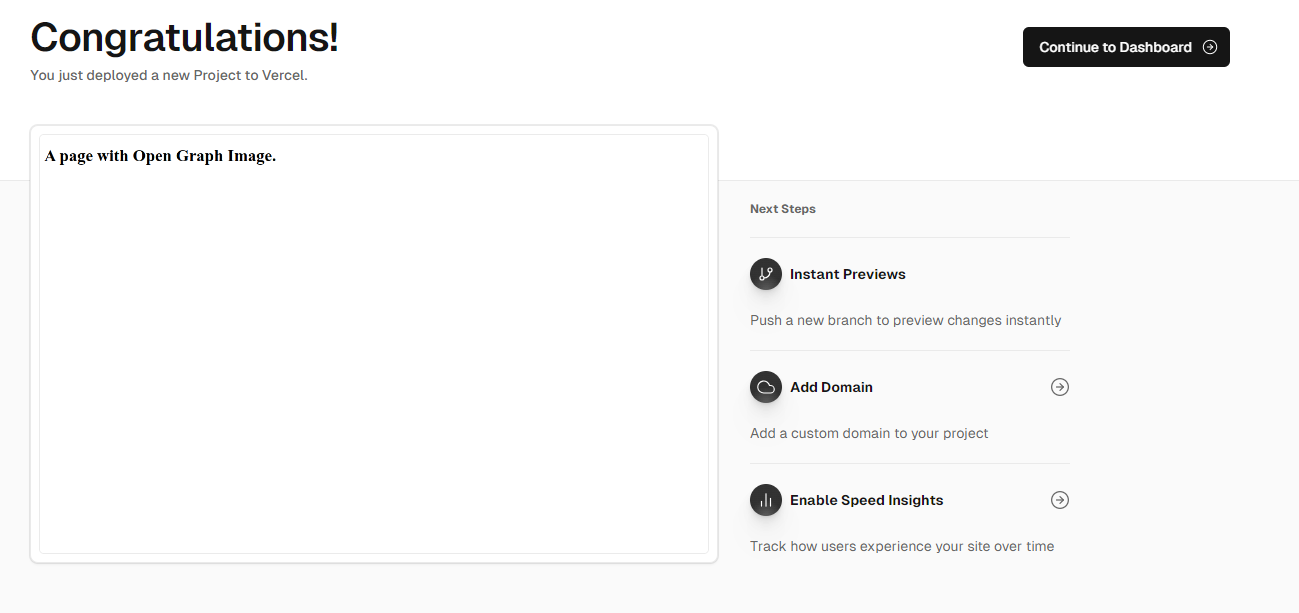 Congratulations!
You just deployed a new Project to Vercel.
Continue to Dashboard
A page with Open Graph Image.
Next Steps
Instant Previews
Push a new branch to preview changes instantly
Add Domain
Add a custom domain to your project
Enable Speed Insights
Track how users experience your site over time